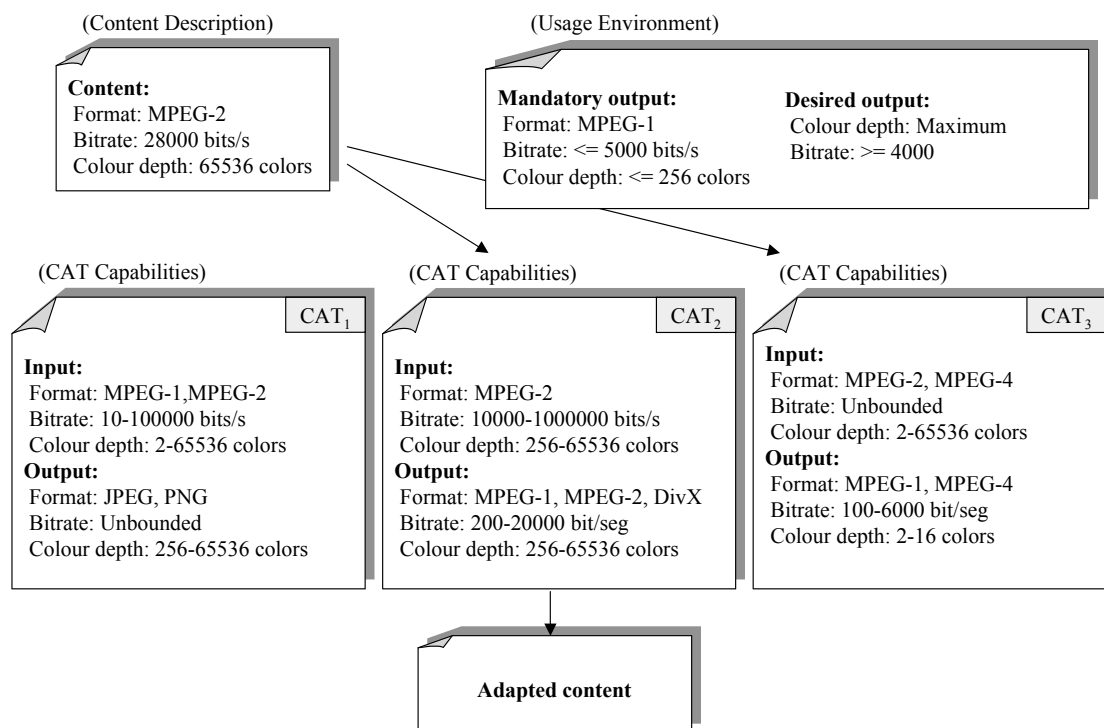 (Content Description)
Content:
Format: MPEG-2
Bitrate: 28000 bits/s
Colour depth: 65536 colors
(Usage Environment)
Mandatory output:
Format: MPEG-1
Bitrate: <= 5000 bits/s
Colour depth: <= 256 colors
Desired output:
Colour depth: Maximum
Bitrate: >= 4000
(CAT Capabilities)
CAT1
Input:
Format: MPEG-1,MPEG-2
Bitrate: 10-100000 bits/s
Colour depth: 2-65536 colors
Output:
Format: JPEG, PNG
Bitrate: Unbounded
Colour depth: 256-65536 colors
(CAT Capabilities)
CAT2
Input:
Format: MPEG-2
Bitrate: 10000-1000000 bits/s
Colour depth: 256-65536 colors
Output:
Format: MPEG-1, MPEG-2, DivX
Bitrate: 200-20000 bit/seg
Colour depth: 256-65536 colors
(CAT Capabilities)
CAT3
Input:
Format: MPEG-2, MPEG-4
Bitrate: Unbounded
Colour depth: 2-65536 colors
Output:
Format: MPEG-1, MPEG-4
Bitrate: 100-6000 bit/seg
Colour depth: 2-16 colors
Adapted content